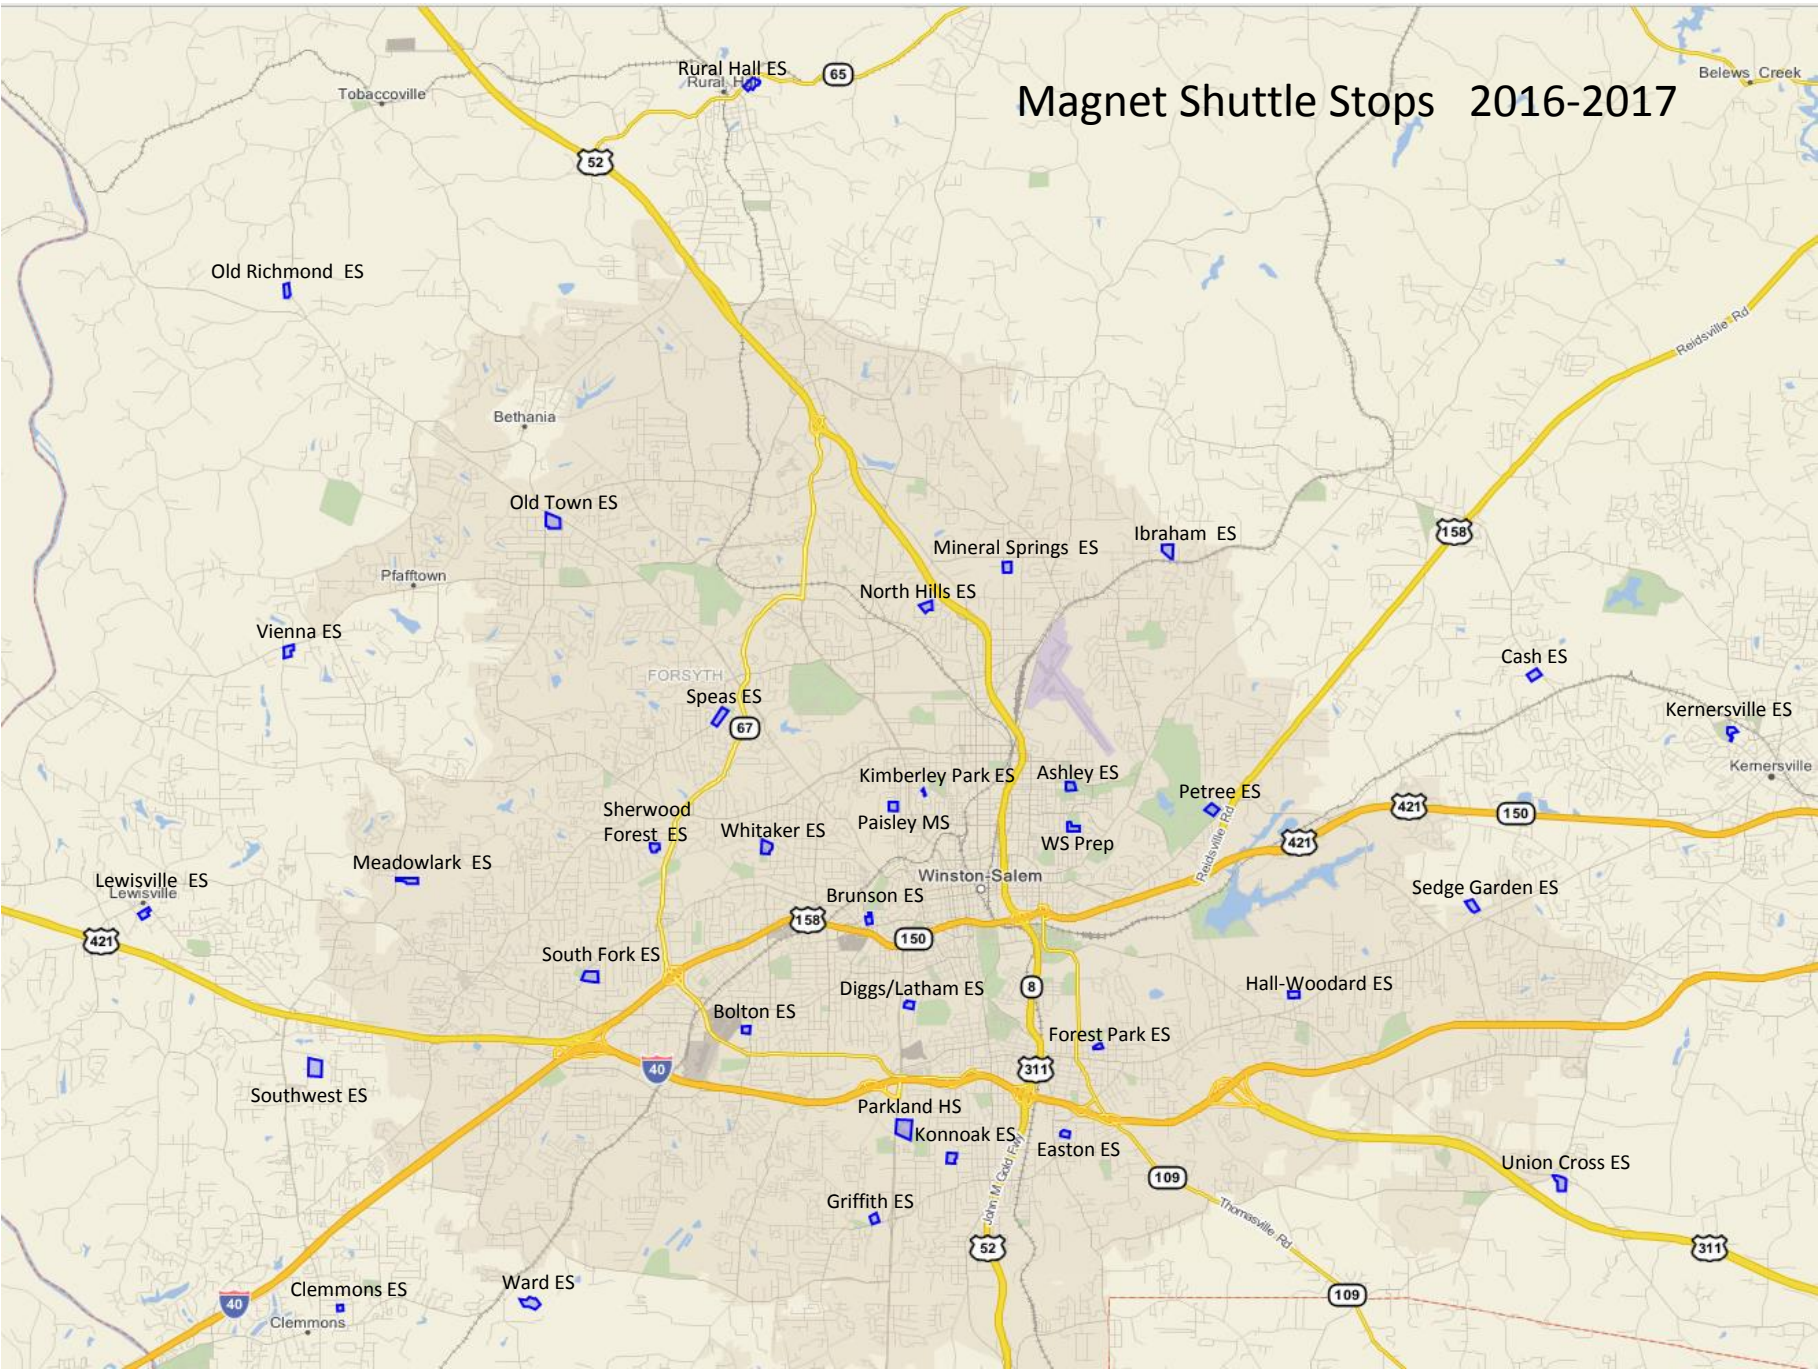 Rural Hall ES
Rural H
65
Magnet Shuttle Stops 2016-2017
Belews Creek
Tobaccoville
52
Old Richmond ES
Reidsville Rd
Bethania
Old Town ES
158
Ibraham ES
Mineral Springs ES
Pfafftown
North Hills ES
Vienna ES
Cash ES
FORSYTH
Speas ES
67
Kernersville ES
Kernersville
Kimberley Park ES
Ashley ES
Petree ES
421
150
Sherwood
Forest ES
Whitaker ES
Paisley MS
WS Prep
Reidsville Rd
421
Meadowlark ES
Winston-Salem
Lewisville ES
Lewisville
Brunson ES
Sedge Garden ES
158
150
421
South Fork ES
Diggs/Latham ES
8
Hall-Woodard ES
Bolton ES
Forest Park ES
40
311
Southwest ES
Parkland HS
Konnoak ES
Easton ES
John M Gold Fwy
109
Union Cross ES
Griffith ES
Thomasville Rd
52
311
Clemmons ES
Ward ES
40
109
Clemmons